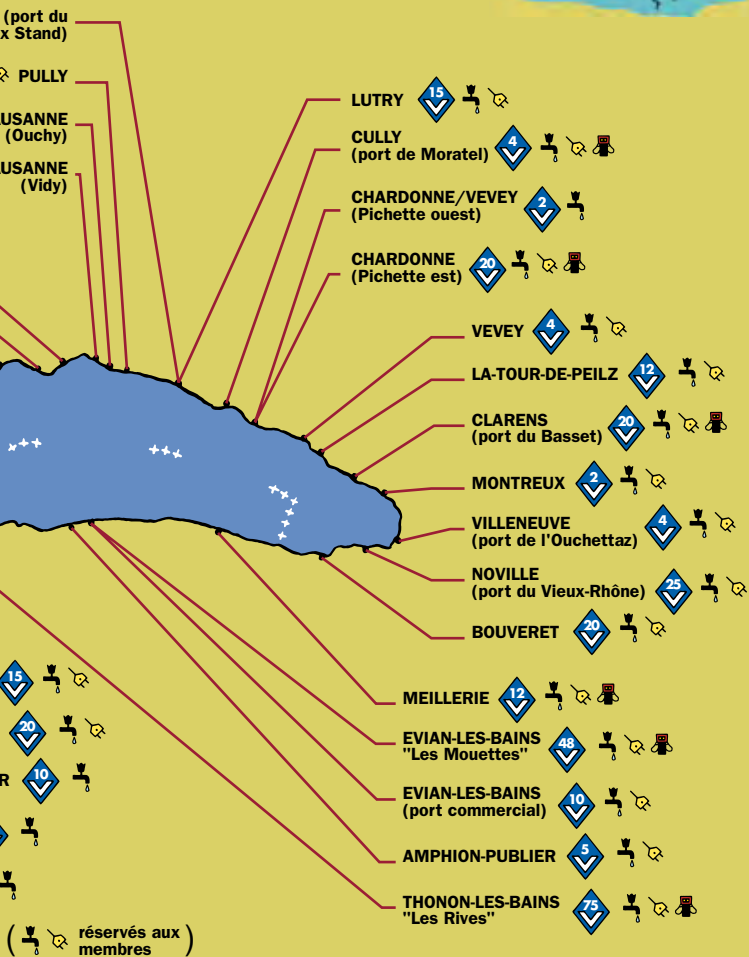 (port du
x Stand)
PULLY
USANNE
(Ouchy)
USANNE
(Vidy)
LUTRY 15
CULLY
(port de Moratel) 4
CHARDONNE/VEVEY
(Pichette ouest) 2
CHARDONNE
(Pichette est) 20
VEVEY 4
LA-TOUR-DE-PEILZ 12
CLARENS
(port du Basset) 20
MONTREUX 2
VILLENEUVE
(port de l'Ouchettaz) 4
NOVILLE
(port du Vieux-Rhône) 25
BOUVERET 20
MEILLERIE 12
EVIAN-LES-BAINS
"Les Mouettes" 48
EVIAN-LES-BAINS
(port commercial) 10
AMPHION-PUBLIER 5
THONON-LES-BAINS
"Les Rives" 75
15
20
R 10
( réservés aux
membres )